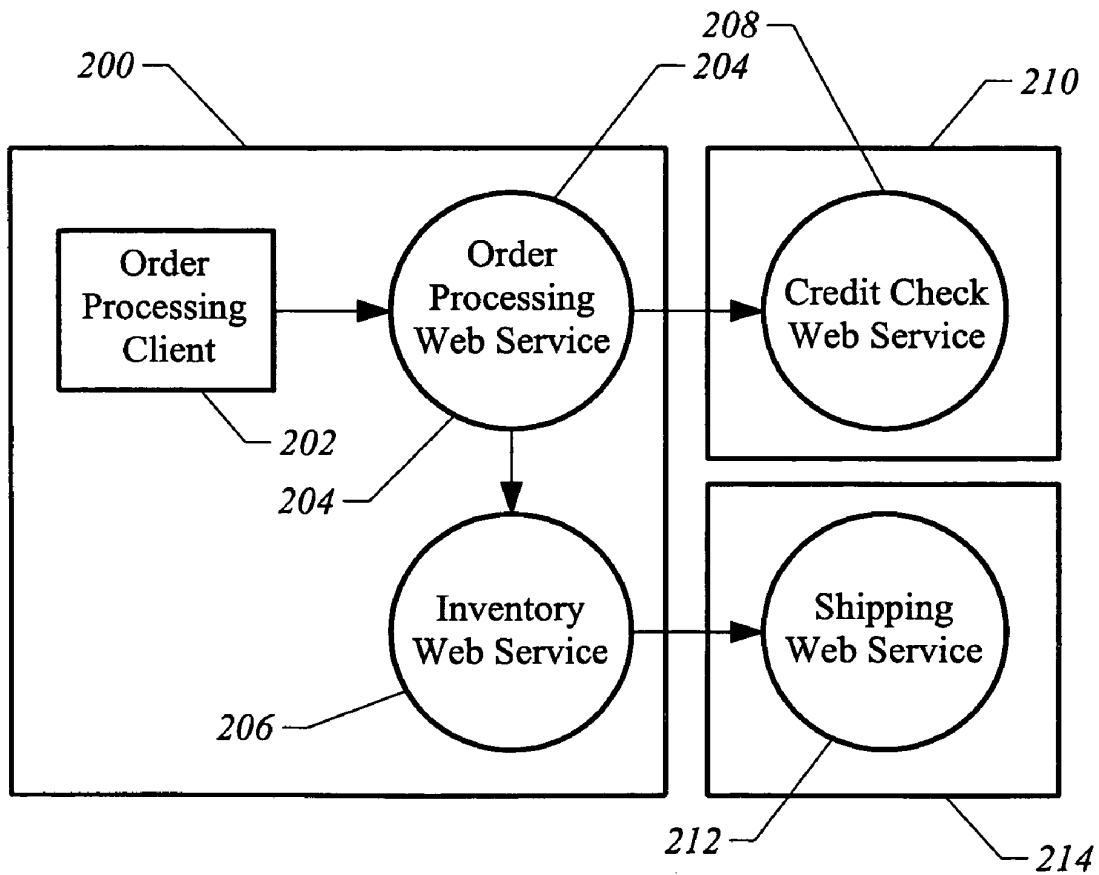 208
200
204
210
Order
Processing
Client
Order
Processing
Web Service
Credit Check
Web Service
202
204
Inventory
Web Service
Shipping
Web Service
206
212
214